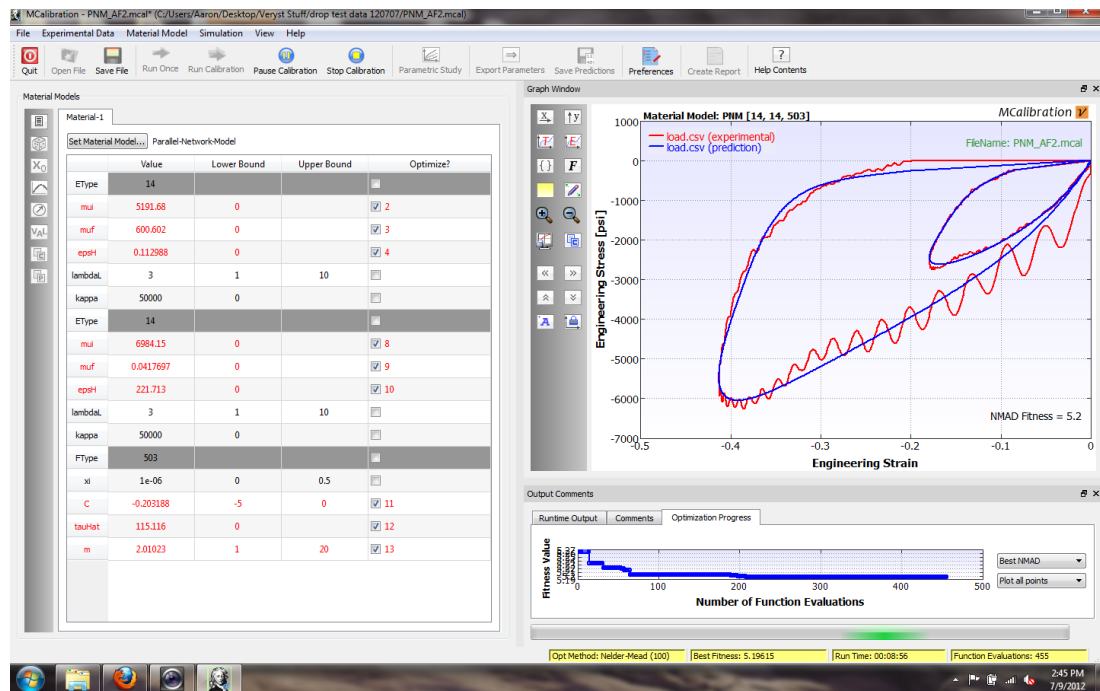 MCalibration - PNM_AF2.mcal* (C:/Users/Aaron/Desktop/Veryst Stuff/drop test data 120707/PNM_AF2.mcal)
File Experimental Data Material Model Simulation View Help
Quit Open File Save File Run Once Run Calibration Pause Calibration Stop Calibration Parametric Study Export Parameters Save Predictions Preferences Create Report Help Contents
Material Models
Material-1
Set Material Model... Parallel-Network-Model
Value Lower Bound Upper Bound Optimize?
EType 14
mui 5191.68 0 2
muf 600.602 0 3
epsH 0.112988 0 4
lambdaL 3 1 10
kappa 50000 0
EType 14
mui 6984.15 0 8
muf 0.0417697 0 9
epsH 221.713 0 10
lambdaL 3 1 10
kappa 50000 0
FType 503
xi 1e-06 0 0.5
C -0.203188 -5 0 11
tauHat 115.116 0 12
m 2.01023 1 20 13
Graph Window
Material Model: PNM [14, 14, 503]
MCalibration
load.csv (experimental)
load.csv (prediction)
FileName: PNM_AF2.mcal
1000
0
-1000
-2000
-3000
-4000
-5000
-6000
-7000
Engineering Stress [psi]
NMAD Fitness = 5.2
-0.5 -0.4 -0.3 -0.2 -0.1 0
Engineering Strain
Output Comments
Runtime Output Comments Optimization Progress
Fitness Value
0 100 200 300 400 500
Number of Function Evaluations
Best NMAD
Plot all points
Opt Method: Nelder-Mead (100) Best Fitness: 5.19615 Run Time: 00:08:56 Function Evaluations: 455
2:45 PM
7/9/2012